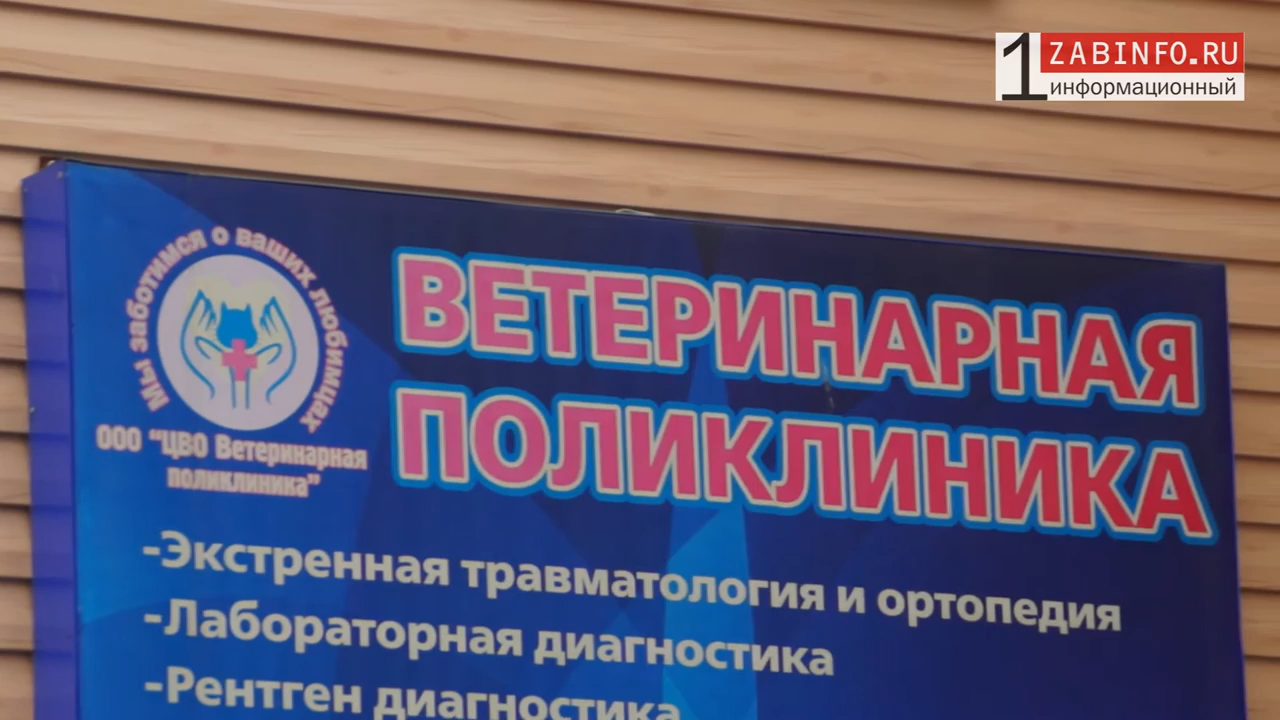 1 ZABINFO.RU
информационный
Мы заботимся о ваших любимцах
ООО “ЦВО Ветеринарная
поликлиника”
ВЕТЕРИНАРНАЯ
ПОЛИКЛИНИКА
-Экстренная травматология и ортопедия
-Лабораторная диагностика
-Рентген диагностика